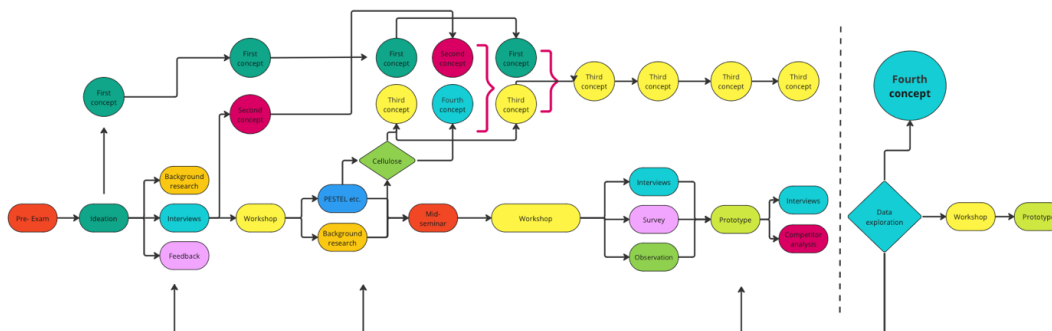 First
concept
First
concept
Second
concept
First
concept
Second
concept
First
concept
Third
concept
Fourth
concept
Third
concept
Third
concept
Third
concept
Third
concept
Third
concept
Fourth
concept
Cellulose
Background
research
Pre- Exam
Ideation
Interviews
Feedback
Workshop
PESTEL etc.
Background
research
Mid-
seminar
Workshop
Interviews
Survey
Observation
Prototype
Interviews
Competitor
analysis
Data
exploration
Workshop
Prototype